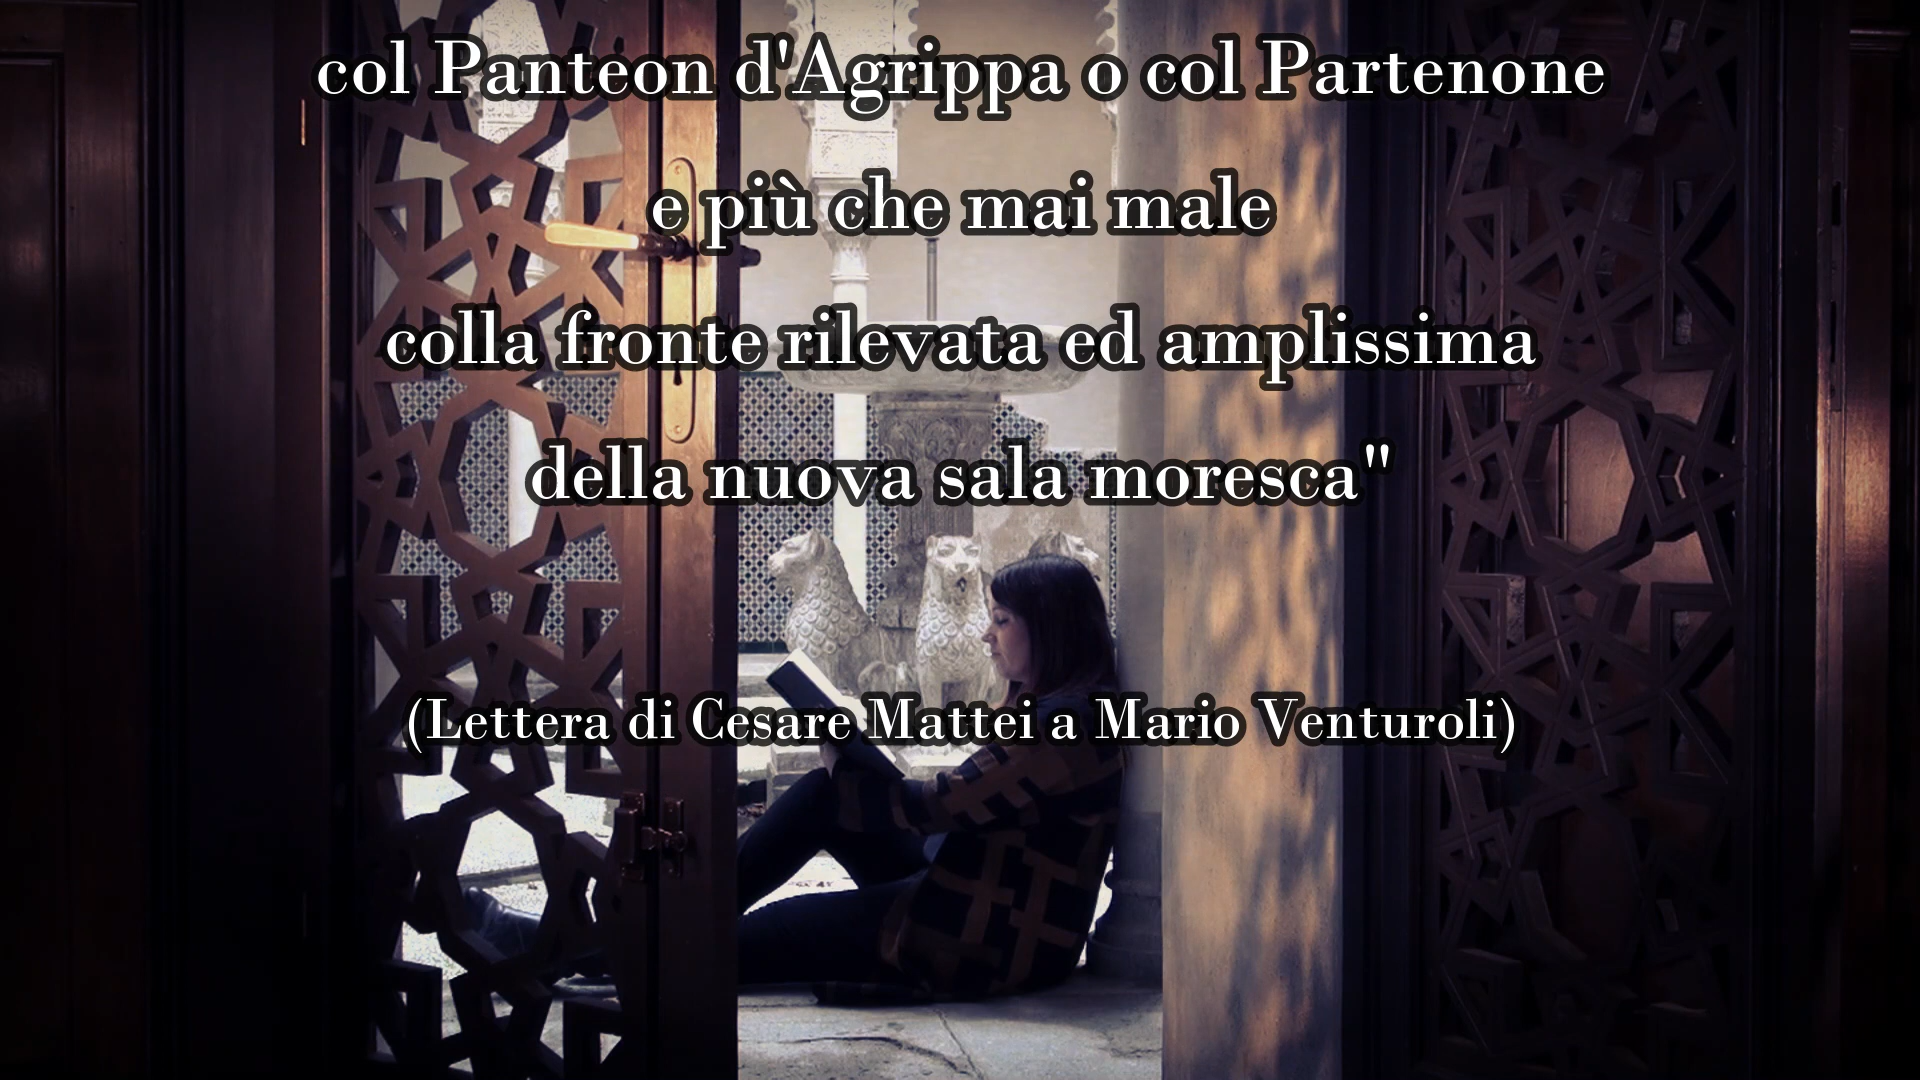 col Panteon d'Agrippa o col Partenone
e più che mai male
colla fronte rilevata ed amplissima
della nuova sala moresca"
(Lettera di Cesare Mattei a Mario Venturoli)